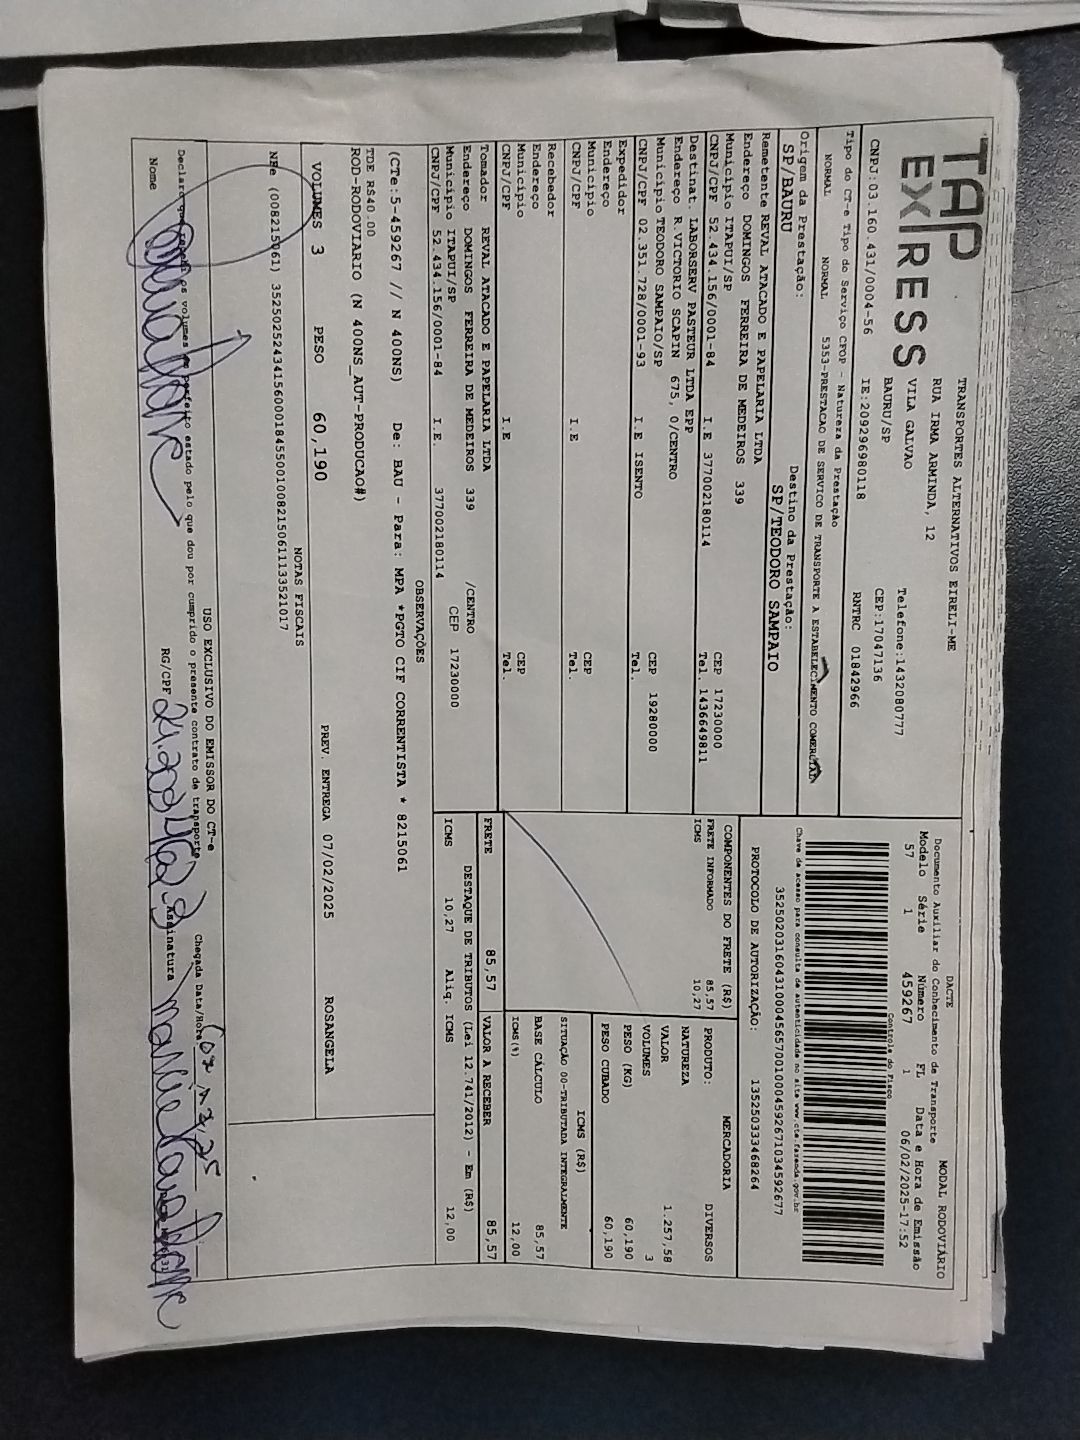 TAP EXPRESS
TRANSPORTES ALTERNATIVOS EIRELI-ME
RUA IRMA ARMINDA, 12
VILA GALVAO
BAURU/SP
Telefone:1432080777
CEP:17047136
CNPJ:03.160.431/0004-56 IE:209296980118 RNTRC 01842966
Tipo do CT-e Tipo do Serviço CFOP - Natureza da Prestação
NORMAL NORMAL 5353-PRESTACAO DE SERVICO DE TRANSPORTE A ESTABELECIMENTO COMERCIAL
Origem da Prestação: Destino da Prestação:
SP/BAURU SP/TEODORO SAMPAIO
Remetente REVAL ATACADO E PAPELARIA LTDA
Endereço DOMINGOS FERREIRA DE MEDEIROS 339
Município ITAPUI/SP CEP 17230000
CNPJ/CPF 52.434.156/0001-84 I.E 377002180114 Tel. 1436649811
Destinat. LABORSERV PASTEUR LTDA EPP
Endereço R.VICTORIO SCAPIN 675, 0/CENTRO
Município TEODORO SAMPAIO/SP CEP 19280000
CNPJ/CPF 02.351.728/0001-93 I.E ISENTO Tel.
Expedidor
Endereço
Município CEP
CNPJ/CPF I.E Tel.
Recebedor
Endereço
Município CEP
CNPJ/CPF I.E Tel.
Tomador REVAL ATACADO E PAPELARIA LTDA
Endereço DOMINGOS FERREIRA DE MEDEIROS 339 /CENTRO
Município ITAPUI/SP CEP 17230000
CNPJ/CPF 52.434.156/0001-84 I.E. 377002180114
DACTE MODAL RODOVIÁRIO
Documento Auxiliar do Conhecimento de Transporte
Modelo Série Número FL Data e Hora de Emissão
57 1 459267 1 06/02/2025-17:52
Controle do Fisco
Chave de acesso para consulta de autenticidade no site www.cte.fazenda.gov.br
35250203160431000456570010004592671034592677
PROTOCOLO DE AUTORIZAÇÃO: 135250333468264
COMPONENTES DO FRETE (R$)
FRETE INFORMADO 85,57
ICMS 10,27
MERCADORIA
PRODUTO: DIVERSOS
NATUREZA
VALOR 1.257,58
VOLUMES 3
PESO (KG) 60,190
PESO CUBADO 60,190
ICMS (R$)
SITUAÇÃO 00-TRIBUTADA INTEGRALMENTE
BASE CÁLCULO 85,57
ICMS(%) 12,00
FRETE 85,57 VALOR A RECEBER 85,57
DESTAQUE DE TRIBUTOS (Lei 12.741/2012) - Em (R$)
ICMS 10,27 Aliq. ICMS 12,00
OBSERVAÇÕES
(CTe:5-459267 // N 400NS) De: BAU - Para: MPA *PGTO CIF CORRENTISTA * 8215061
TDE R$40.00
ROD-RODOVIARIO (N 400NS_AUT-PRODUCAO#)
VOLUMES 3 PESO 60,190 PREV. ENTREGA 07/02/2025 ROSANGELA
NOTAS FISCAIS
NFe (008215061) 35250252434156000184550010082150611133521017
USO EXCLUSIVO DO EMISSOR DO CT-e
Declaro que recebi os volumes em perfeito estado pelo que dou por cumprido o presente contrato de transporte
Chegada Data/Hora
Nome RG/CPF Assinatura